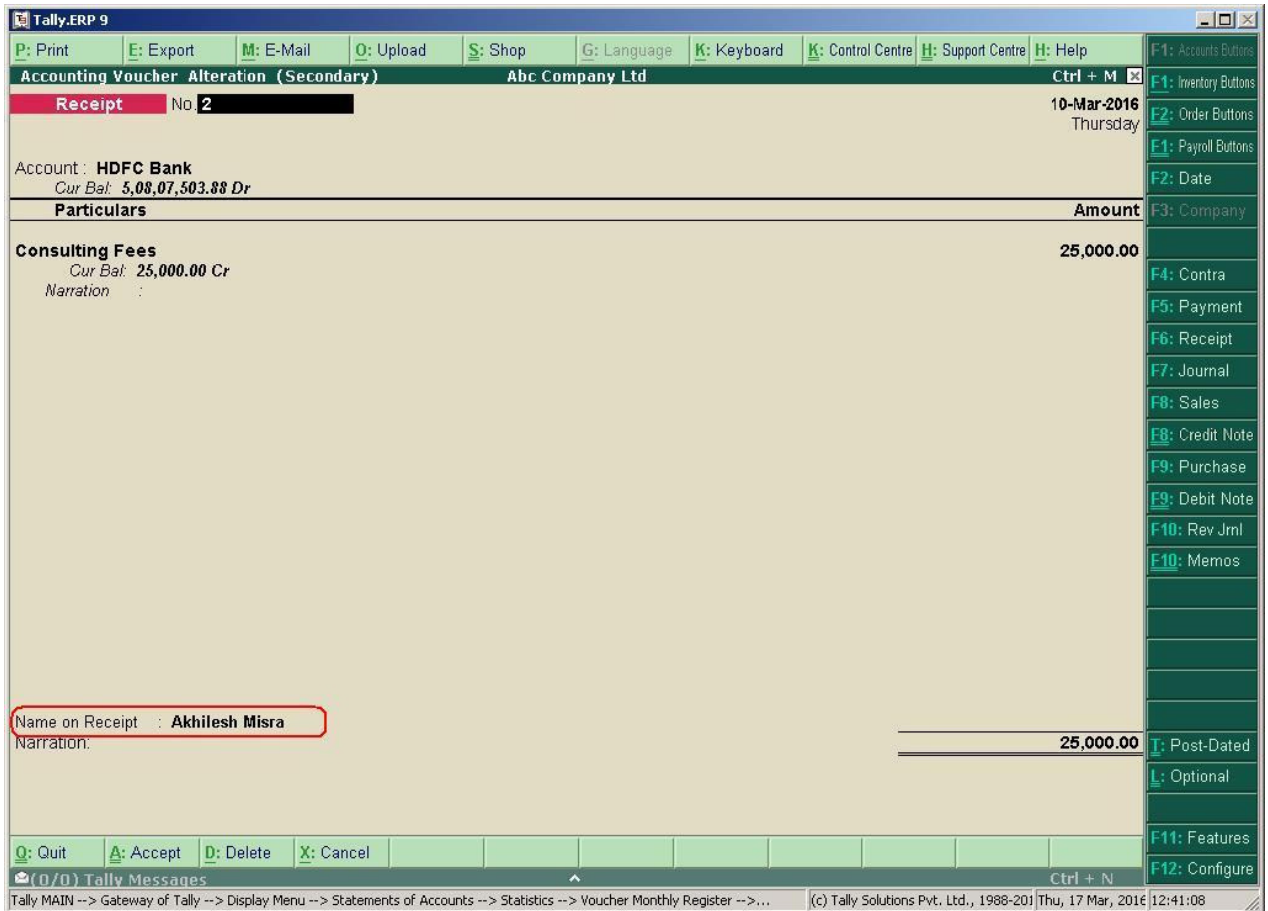 Tally.ERP 9
P: Print E: Export M: E-Mail O: Upload S: Shop G: Language K: Keyboard K: Control Centre H: Support Centre H: Help F1: Accounts Buttons
Accounting Voucher Alteration (Secondary) Abc Company Ltd Ctrl + M
F1: Inventory Buttons
Receipt No. 2 10-Mar-2016
Thursday
F2: Order Buttons
F1: Payroll Buttons
Account : HDFC Bank
Cur Bal: 5,08,07,503.88 Dr
F2: Date
Particulars Amount
F3: Company
Consulting Fees 25,000.00
Cur Bal: 25,000.00 Cr
Narration :
F4: Contra
F5: Payment
F6: Receipt
F7: Journal
F8: Sales
F8: Credit Note
F9: Purchase
F9: Debit Note
F10: Rev Jrnl
F10: Memos
Name on Receipt : Akhilesh Misra
Narration: 25,000.00
T: Post-Dated
L: Optional
F11: Features
Q: Quit A: Accept D: Delete X: Cancel
F12: Configure
(0/0) Tally Messages Ctrl + N
Tally MAIN --> Gateway of Tally --> Display Menu --> Statements of Accounts --> Statistics --> Voucher Monthly Register -->... (c) Tally Solutions Pvt. Ltd., 1988-201 Thu, 17 Mar, 2016 12:41:08